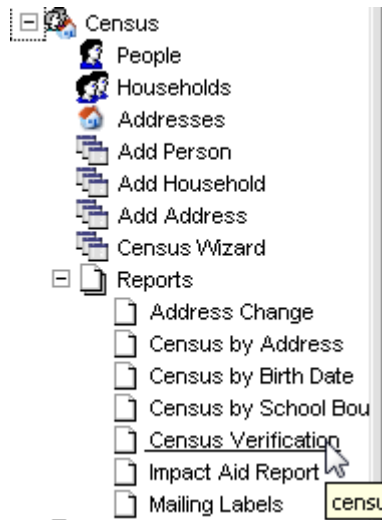 Census
People
Households
Addresses
Add Person
Add Household
Add Address
Census Wizard
Reports
Address Change
Census by Address
Census by Birth Date
Census by School Bou
Census Verification
Impact Aid Report
Mailing Labels censu